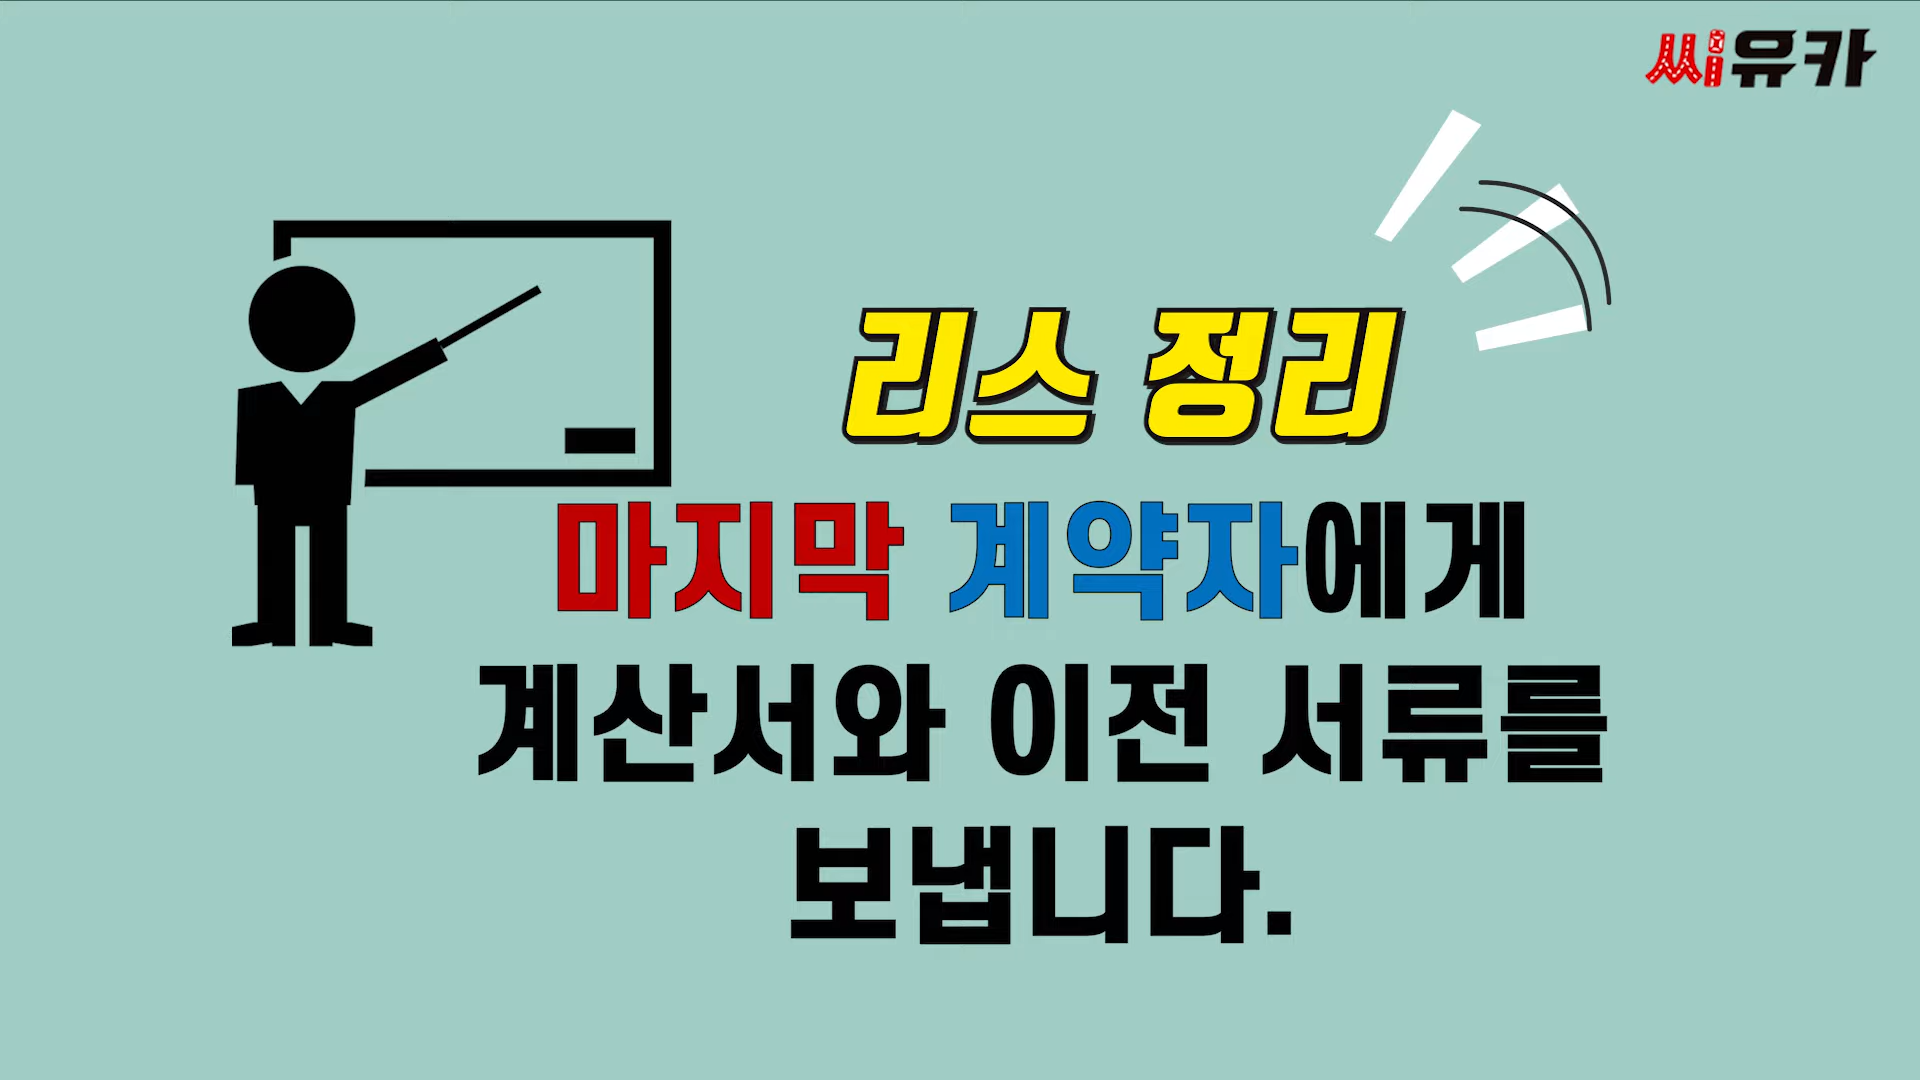 씨유카
리스 정리
마지막 계약자에게
계산서와 이전 서류를
보냅니다.